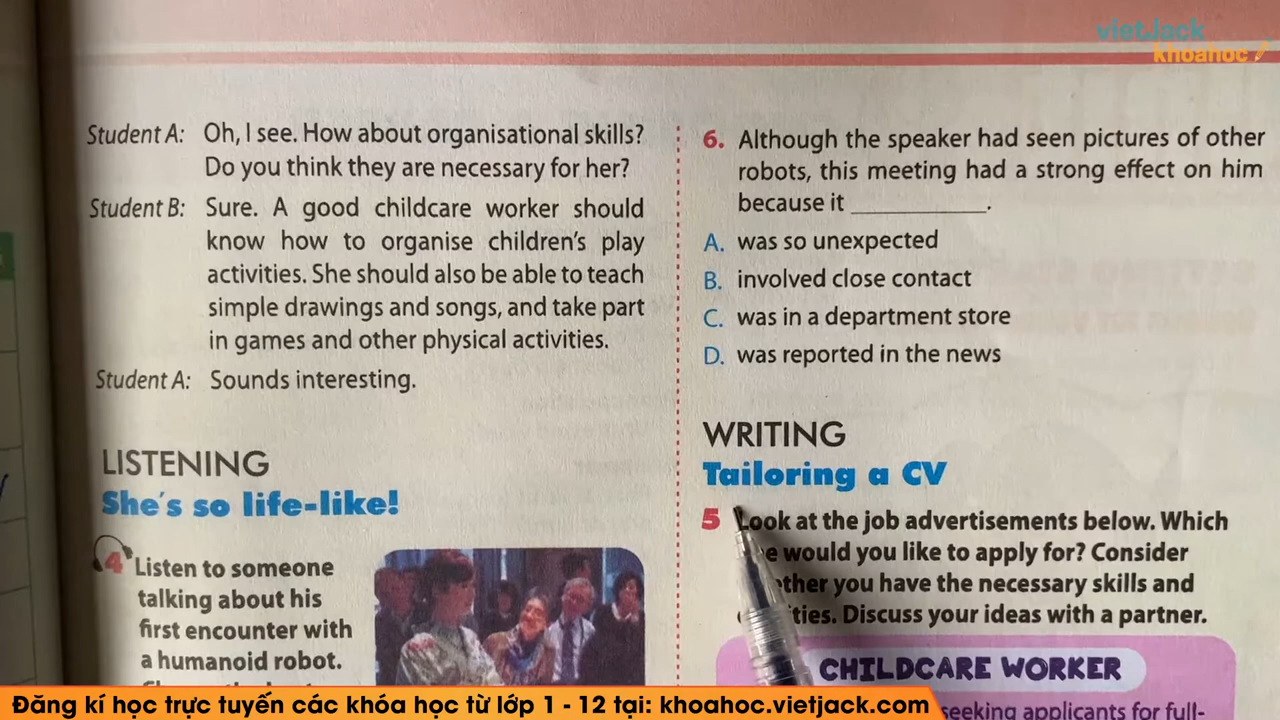 vietJack
khoahoc
Student A: Oh, I see. How about organisational skills?
Do you think they are necessary for her?
Student B: Sure. A good childcare worker should
know how to organise children's play
activities. She should also be able to teach
simple drawings and songs, and take part
in games and other physical activities.
Student A: Sounds interesting.
LISTENING
She's so life-like!
4 Listen to someone
talking about his
first encounter with
a humanoid robot.
6. Although the speaker had seen pictures of other
robots, this meeting had a strong effect on him
because it ____________.
A. was so unexpected
B. involved close contact
C. was in a department store
D. was reported in the news
WRITING
Tailoring a CV
5 Look at the job advertisements below. Which
would you like to apply for? Consider
you have the necessary skills and
Discuss your ideas with a partner.
CHILDCARE WORKER
seeking applicants for full-
Đăng kí học trực tuyến các khóa học từ lớp 1 - 12 tại: khoahoc.vietjack.com